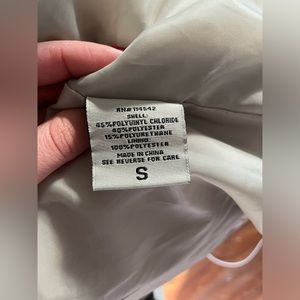 RN# 114542
SHELL:
45%POLYVINYL CHLORIDE
40%POLYESTER
15%POLYURETHANE
LINING:
100%POLYESTER
MADE IN CHINA
SEE REVERSE FOR CARE
S